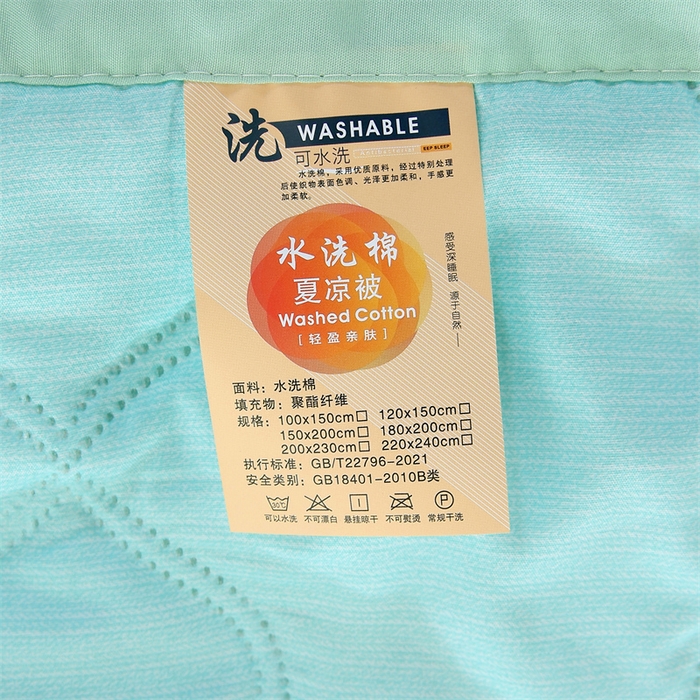 洗 WASHABLE
可水洗 Antibacterial EEP SLEEP
水洗棉，采用优质原料，经过特别处理
后使织物表面色调、光泽更加柔和，手感更
加柔软。
水洗棉
夏凉被
Washed Cotton
[轻盈亲肤]
感受深睡眠 源于自然——
面料：水洗棉
填充物：聚酯纤维
规格：100x150cm□ 120x150cm□
150x200cm□ 180x200cm□
200x230cm□ 220x240cm□
执行标准：GB/T22796-2021
安全类别：GB18401-2010B类
30℃ P
可以水洗 不可漂白 悬挂晾干 不可熨烫 常规干洗